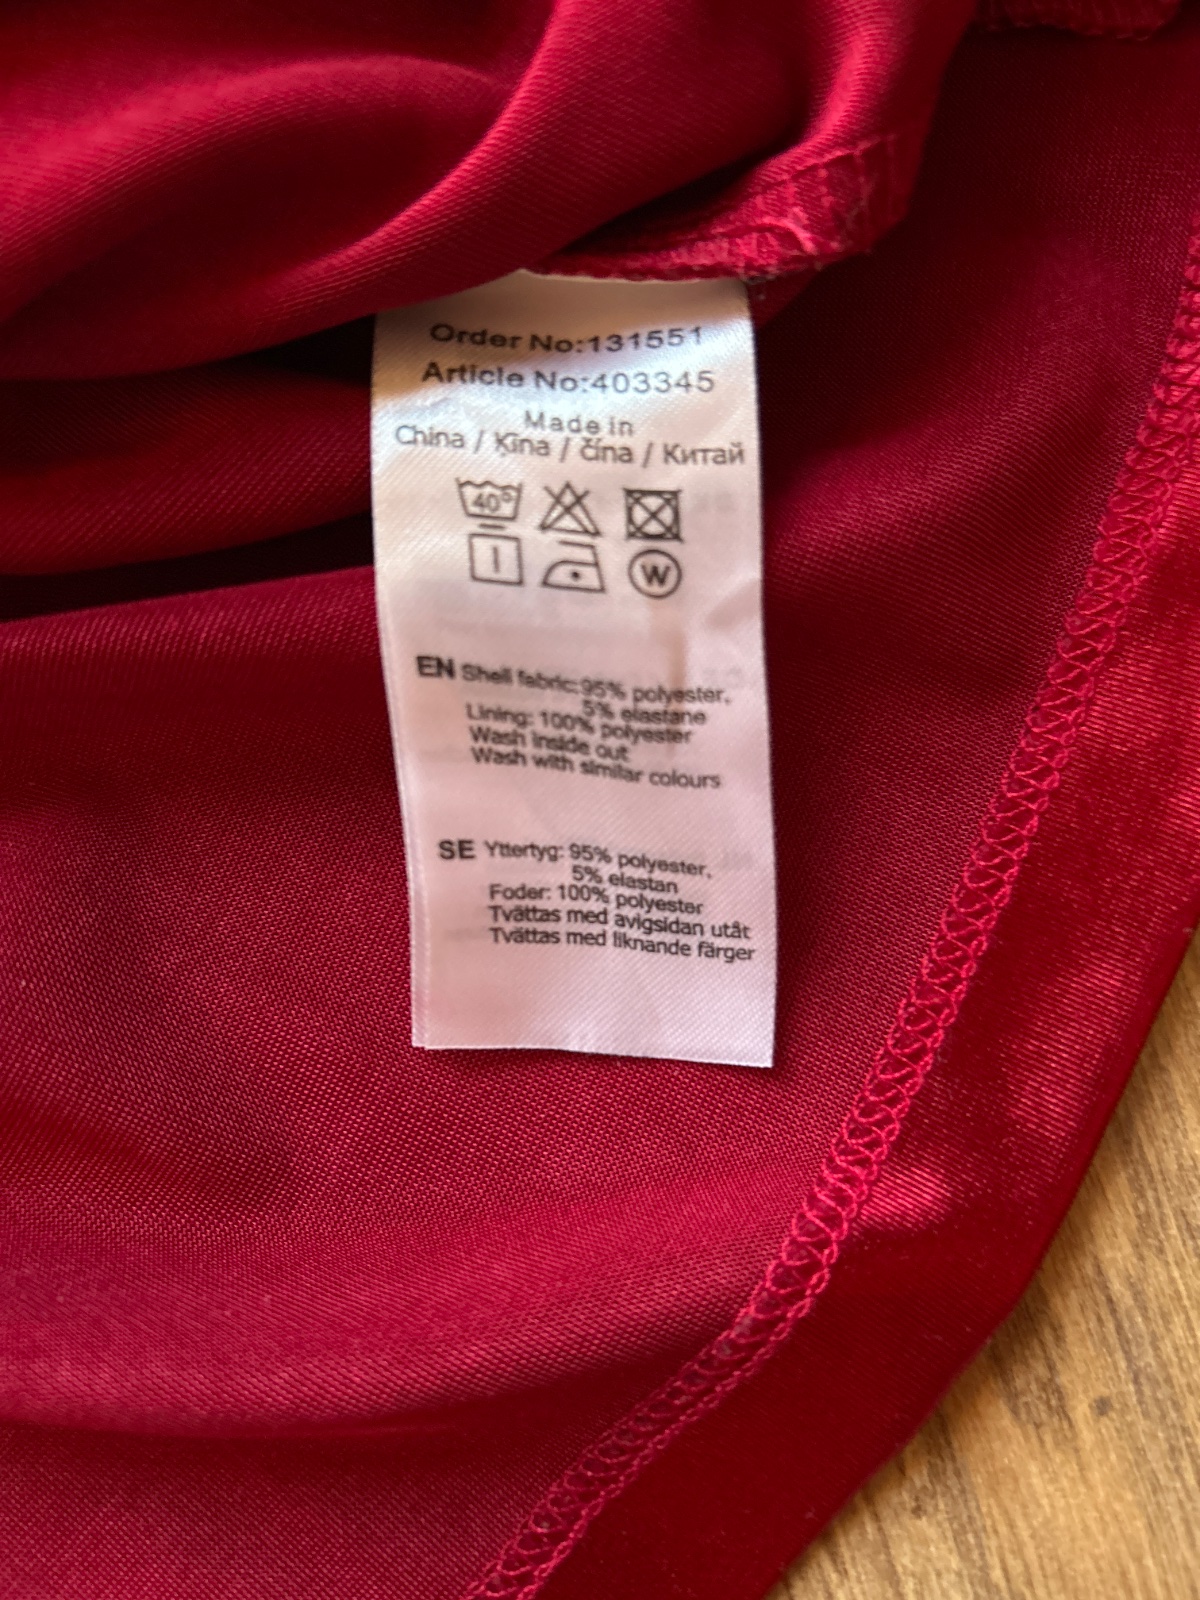 Order No:131551
Article No:403345
Made in
China / Ķīna / čína / Китай
40°
W
EN Shell fabric:95% polyester,
5% elastane
Lining: 100% polyester
Wash inside out
Wash with similar colours
SE Yttertyg: 95% polyester,
5% elastan
Foder: 100% polyester
Tvättas med avigsidan utåt
Tvättas med liknande färger